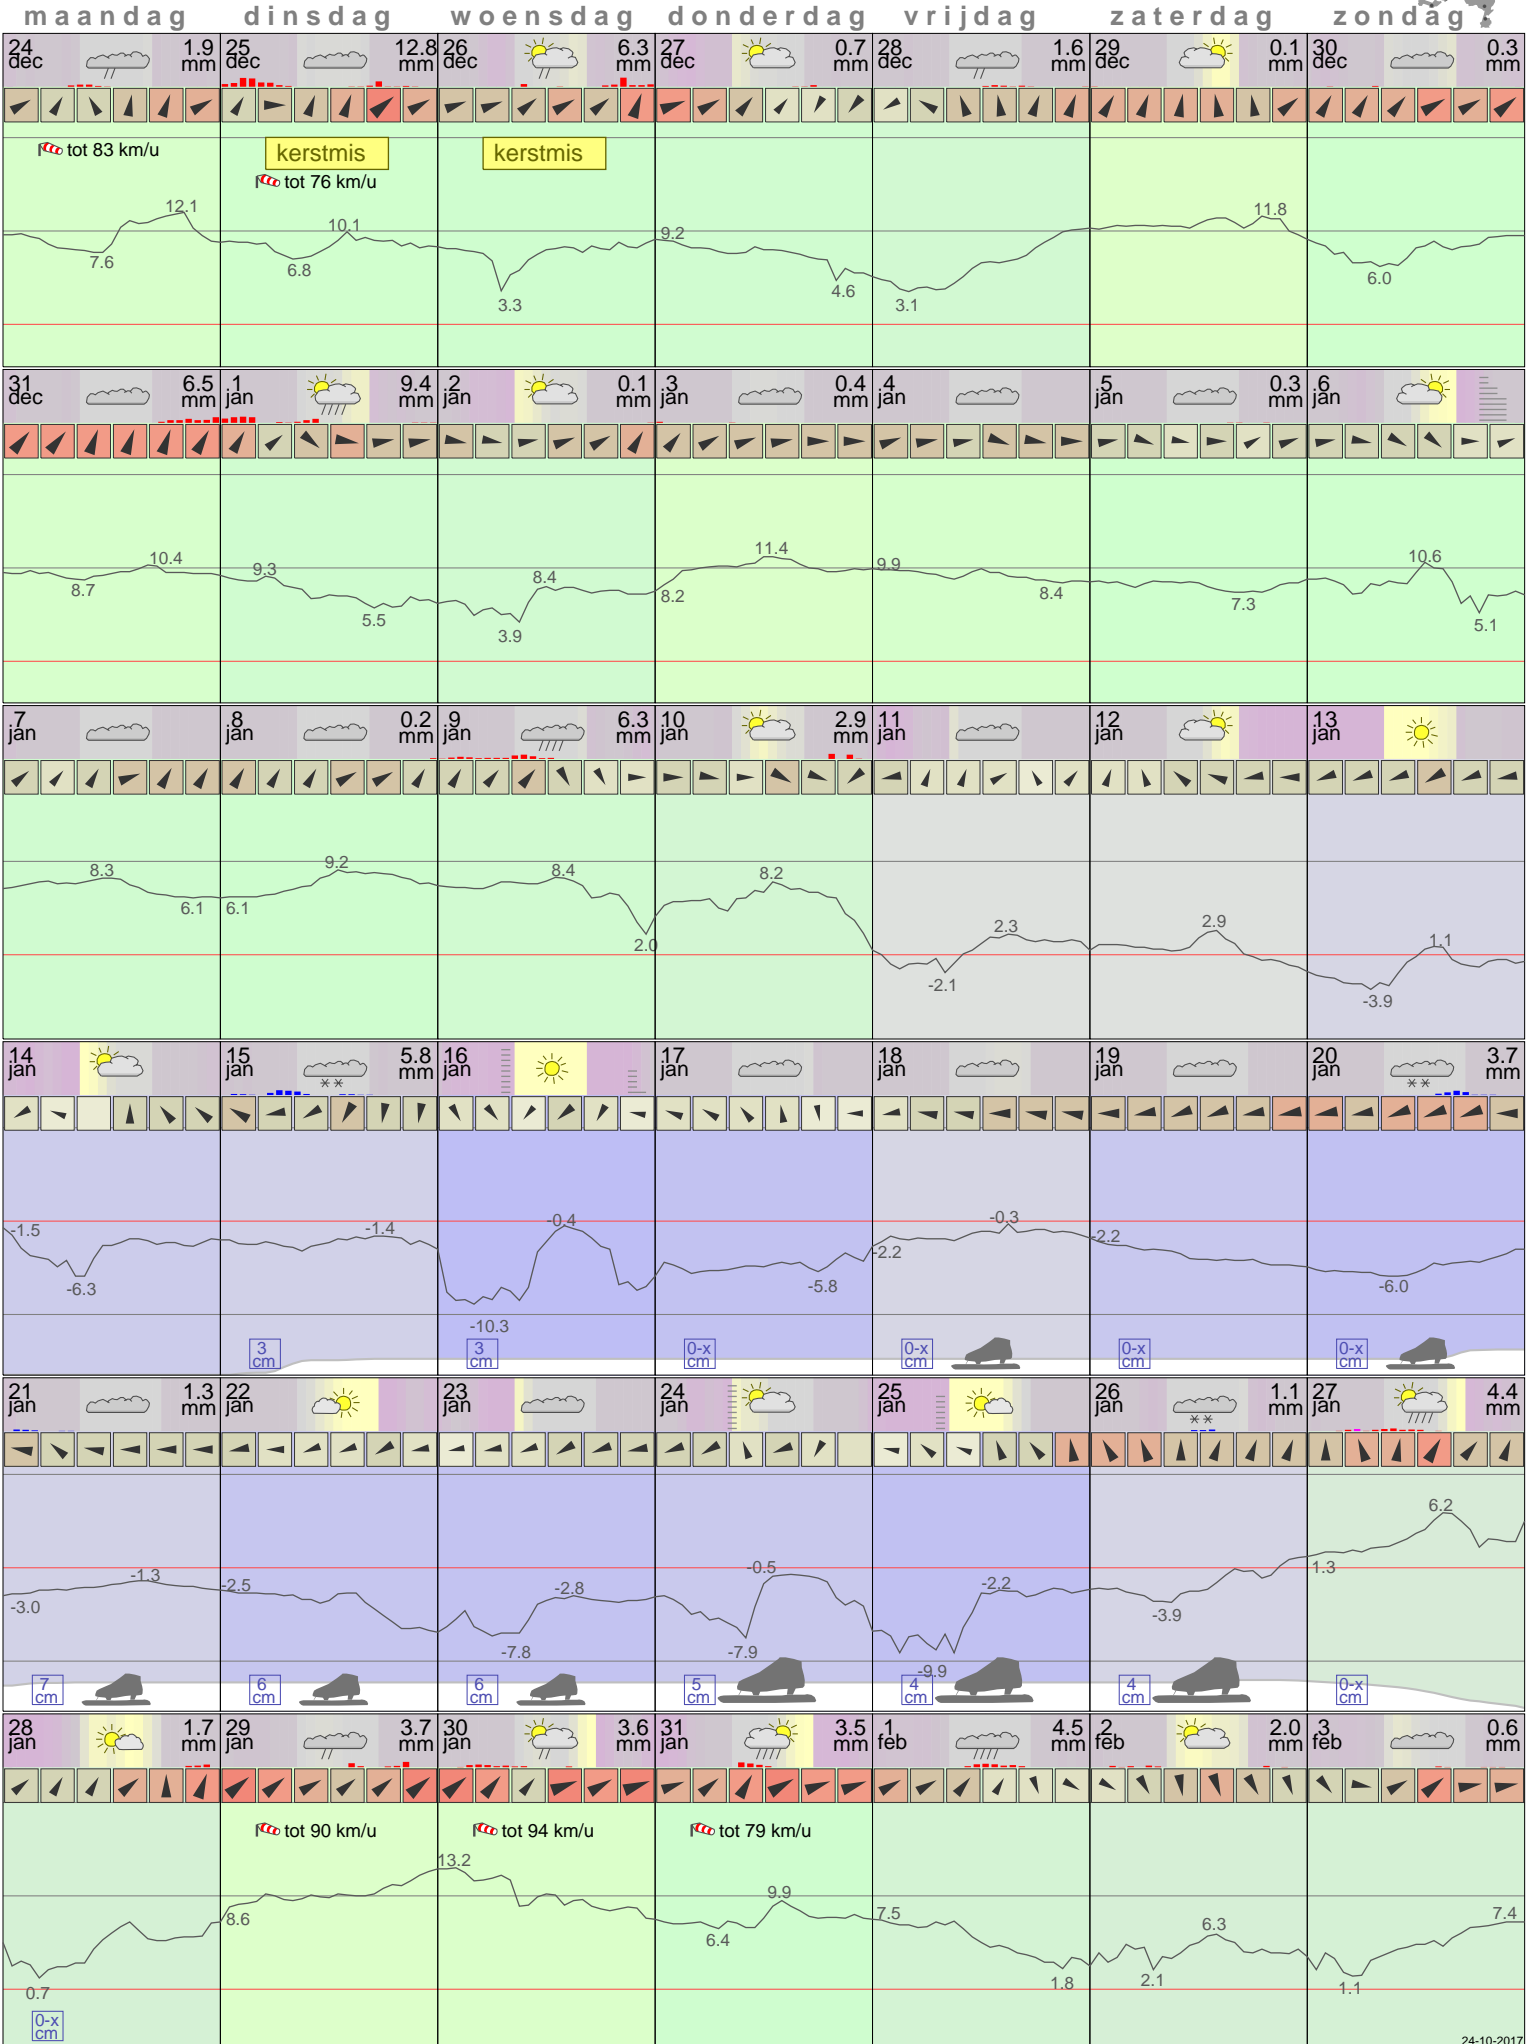 maandag dinsdag woensdag donderdag vrijdag zaterdag zondag
24 dec 1.9 mm 25 dec 12.8 mm 26 dec 6.3 mm 27 dec 0.7 mm 28 dec 1.6 mm 29 dec 0.1 mm 30 dec 0.3 mm
tot 83 km/u kerstmis kerstmis
tot 76 km/u
12.1 10.1 9.2 11.8
7.6 6.8 3.3 4.6 3.1 6.0
31 dec 6.5 mm 1 jan 9.4 mm 2 jan 0.1 mm 3 jan 0.4 mm 4 jan 5 jan 0.3 mm 6 jan
10.4 9.3 8.4 11.4 9.9 10.6
8.7 5.5 3.9 8.2 8.4 7.3 5.1
7 jan 8 jan 0.2 mm 9 jan 6.3 mm 10 jan 2.9 mm 11 jan 12 jan 13 jan
8.3 9.2 8.4 8.2 2.3 2.9 1.1
6.1 6.1 2.0 -2.1 -3.9
14 jan 15 jan 5.8 mm 16 jan 17 jan 18 jan 19 jan 20 jan 3.7 mm
-1.5 -1.4 -0.4 -2.2 -0.3 -2.2
-6.3 -10.3 -5.8 -6.0
3 cm 3 cm 0-x cm 0-x cm 0-x cm 0-x cm
21 jan 1.3 mm 22 jan 23 jan 24 jan 25 jan 26 jan 1.1 mm 27 jan 4.4 mm
-1.3 -2.5 -2.8 -0.5 -2.2 6.2
-3.0 -7.8 -7.9 -9.9 -3.9 1.3
7 cm 6 cm 6 cm 5 cm 4 cm 4 cm 0-x cm
28 jan 1.7 mm 29 jan 3.7 mm 30 jan 3.6 mm 31 jan 3.5 mm 1 feb 4.5 mm 2 feb 2.0 mm 3 feb 0.6 mm
tot 90 km/u tot 94 km/u tot 79 km/u
13.2 9.9 7.5 6.3 7.4
0.7 8.6 6.4 1.8 2.1 1.1
0-x cm
24-10-2017